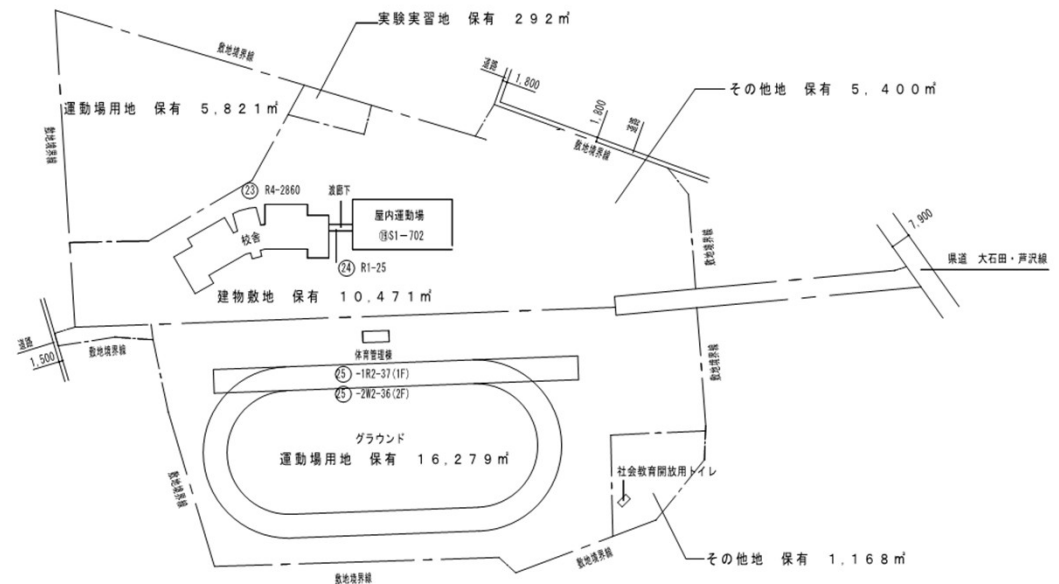 実験実習地　保有　２９２㎡
敷地境界線
道路
1,800
その他地　保有　５，４００㎡
運動場用地　保有　５，８２１㎡
1,800
道路
敷地境界線
敷地境界線
㉓ R4-2860
渡廊下
屋内運動場
⑲S1-702
校舎
㉔ R1-25
7,900
敷地境界線
県道　大石田・芦沢線
建物敷地　保有　１０，４７１㎡
道路
1,500
敷地境界線
体育管理棟
㉕ -1R2-37(1F)
㉕ -2W2-36(2F)
敷地境界線
グラウンド
運動場用地　保有　１６，２７９㎡
社会教育開放用トイレ
敷地境界線
その他地　保有　１，１６８㎡
敷地境界線